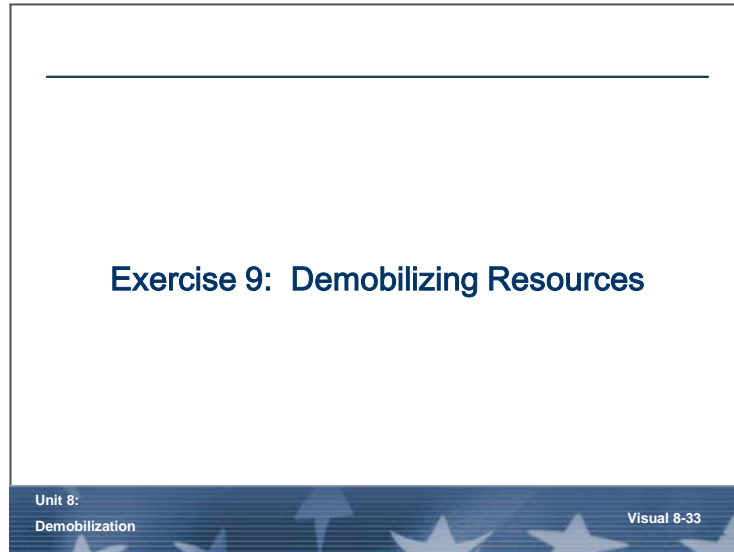 Exercise 9: Demobilizing Resources
Unit 8:
Demobilization
Visual 8-33